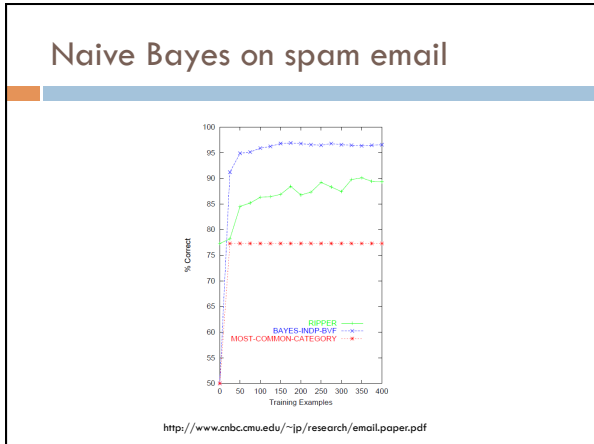 Naive Bayes on spam email
100
95
90
85
80
75
70
65
60
55
50
% Correct
RIPPER
BAYES-INDP-BVF
MOST-COMMON-CATEGORY
0 50 100 150 200 250 300 350 400
Training Examples
http://www.cnbc.cmu.edu/~jp/research/email.paper.pdf